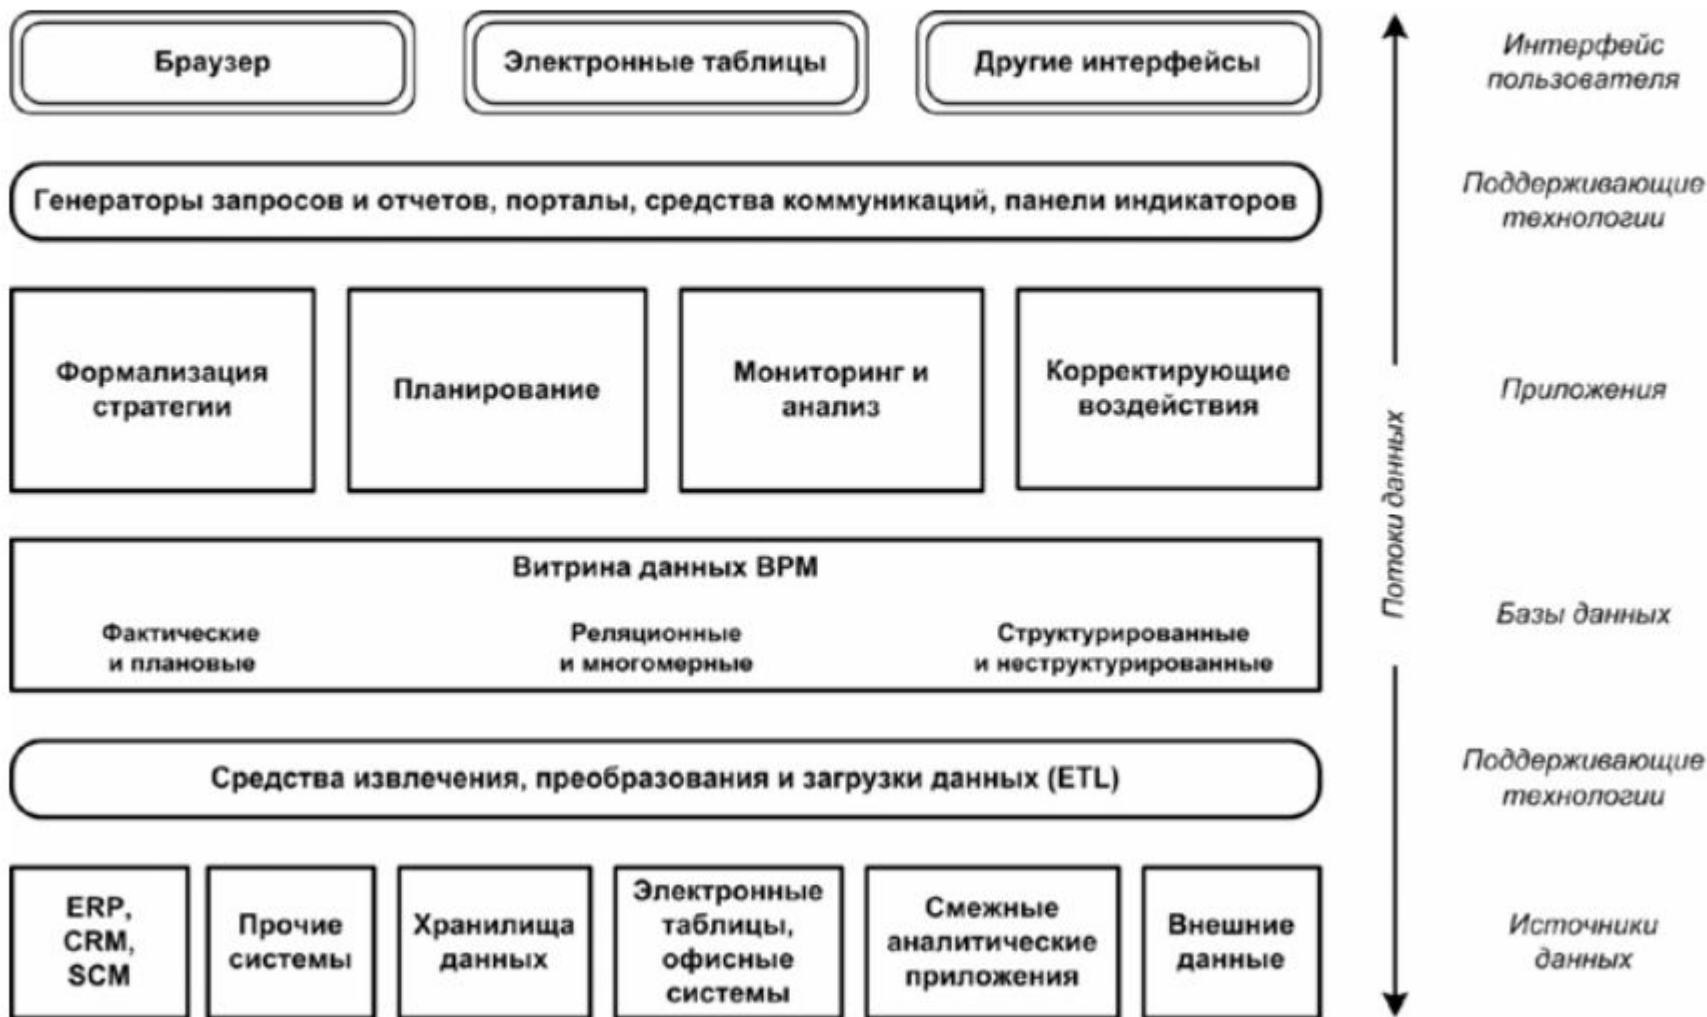 Браузер
Электронные таблицы
Другие интерфейсы
Интерфейс
пользователя
Генераторы запросов и отчетов, порталы, средства коммуникаций, панели индикаторов
Поддерживающие
технологии
Формализация
стратегии
Планирование
Мониторинг и
анализ
Корректирующие
воздействия
Приложения
Потоки данных
Витрина данных BPM
Фактические
и плановые
Реляционные
и многомерные
Структурированные
и неструктурированные
Базы данных
Средства извлечения, преобразования и загрузки данных (ETL)
Поддерживающие
технологии
ERP,
CRM,
SCM
Прочие
системы
Хранилища
данных
Электронные
таблицы,
офисные
системы
Смежные
аналитические
приложения
Внешние
данные
Источники
данных